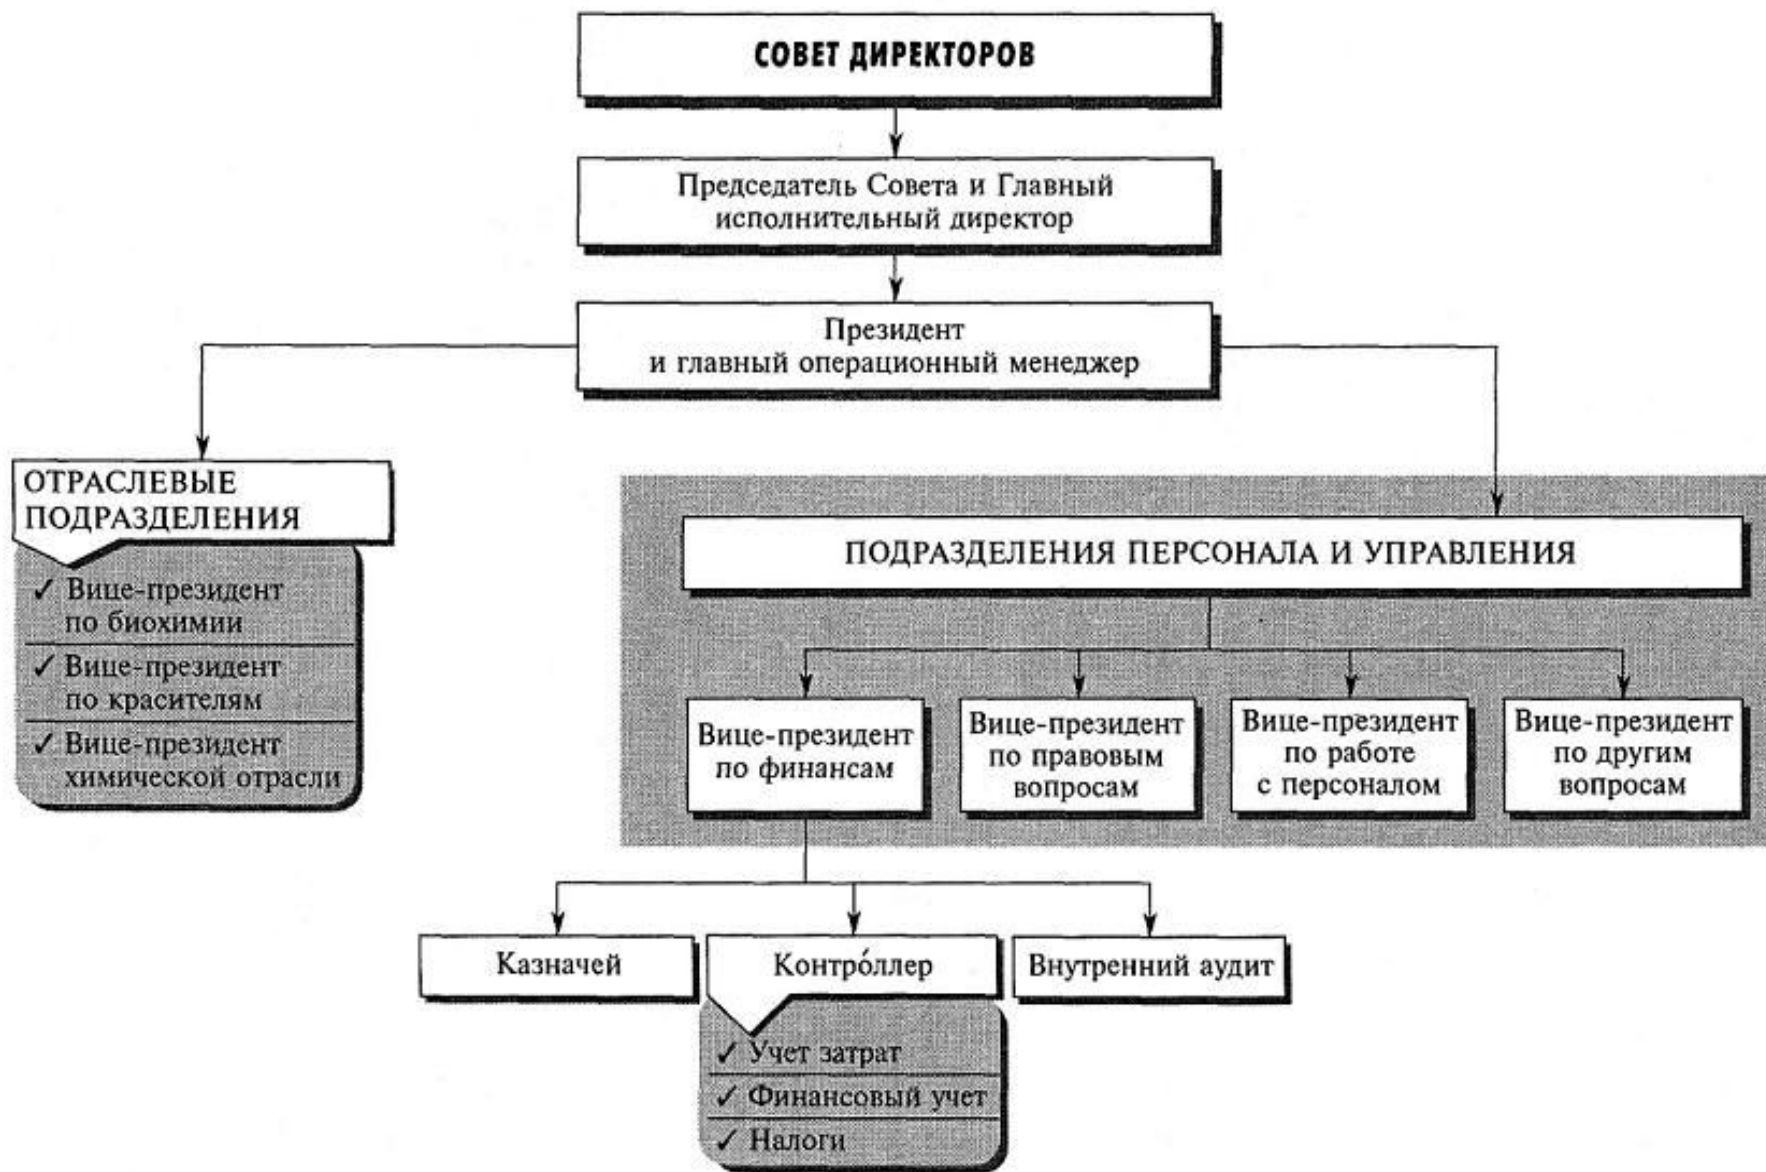 СОВЕТ ДИРЕКТОРОВ
Председатель Совета и Главный
исполнительный директор
Президент
и главный операционный менеджер
ОТРАСЛЕВЫЕ
ПОДРАЗДЕЛЕНИЯ
✓ Вице-президент
по биохимии
✓ Вице-президент
по красителям
✓ Вице-президент
химической отрасли
ПОДРАЗДЕЛЕНИЯ ПЕРСОНАЛА И УПРАВЛЕНИЯ
Вице-президент
по финансам
Вице-президент
по правовым
вопросам
Вице-президент
по работе
с персоналом
Вице-президент
по другим
вопросам
Казначей
Контро́ллер
Внутренний аудит
✓ Учет затрат
✓ Финансовый учет
✓ Налоги